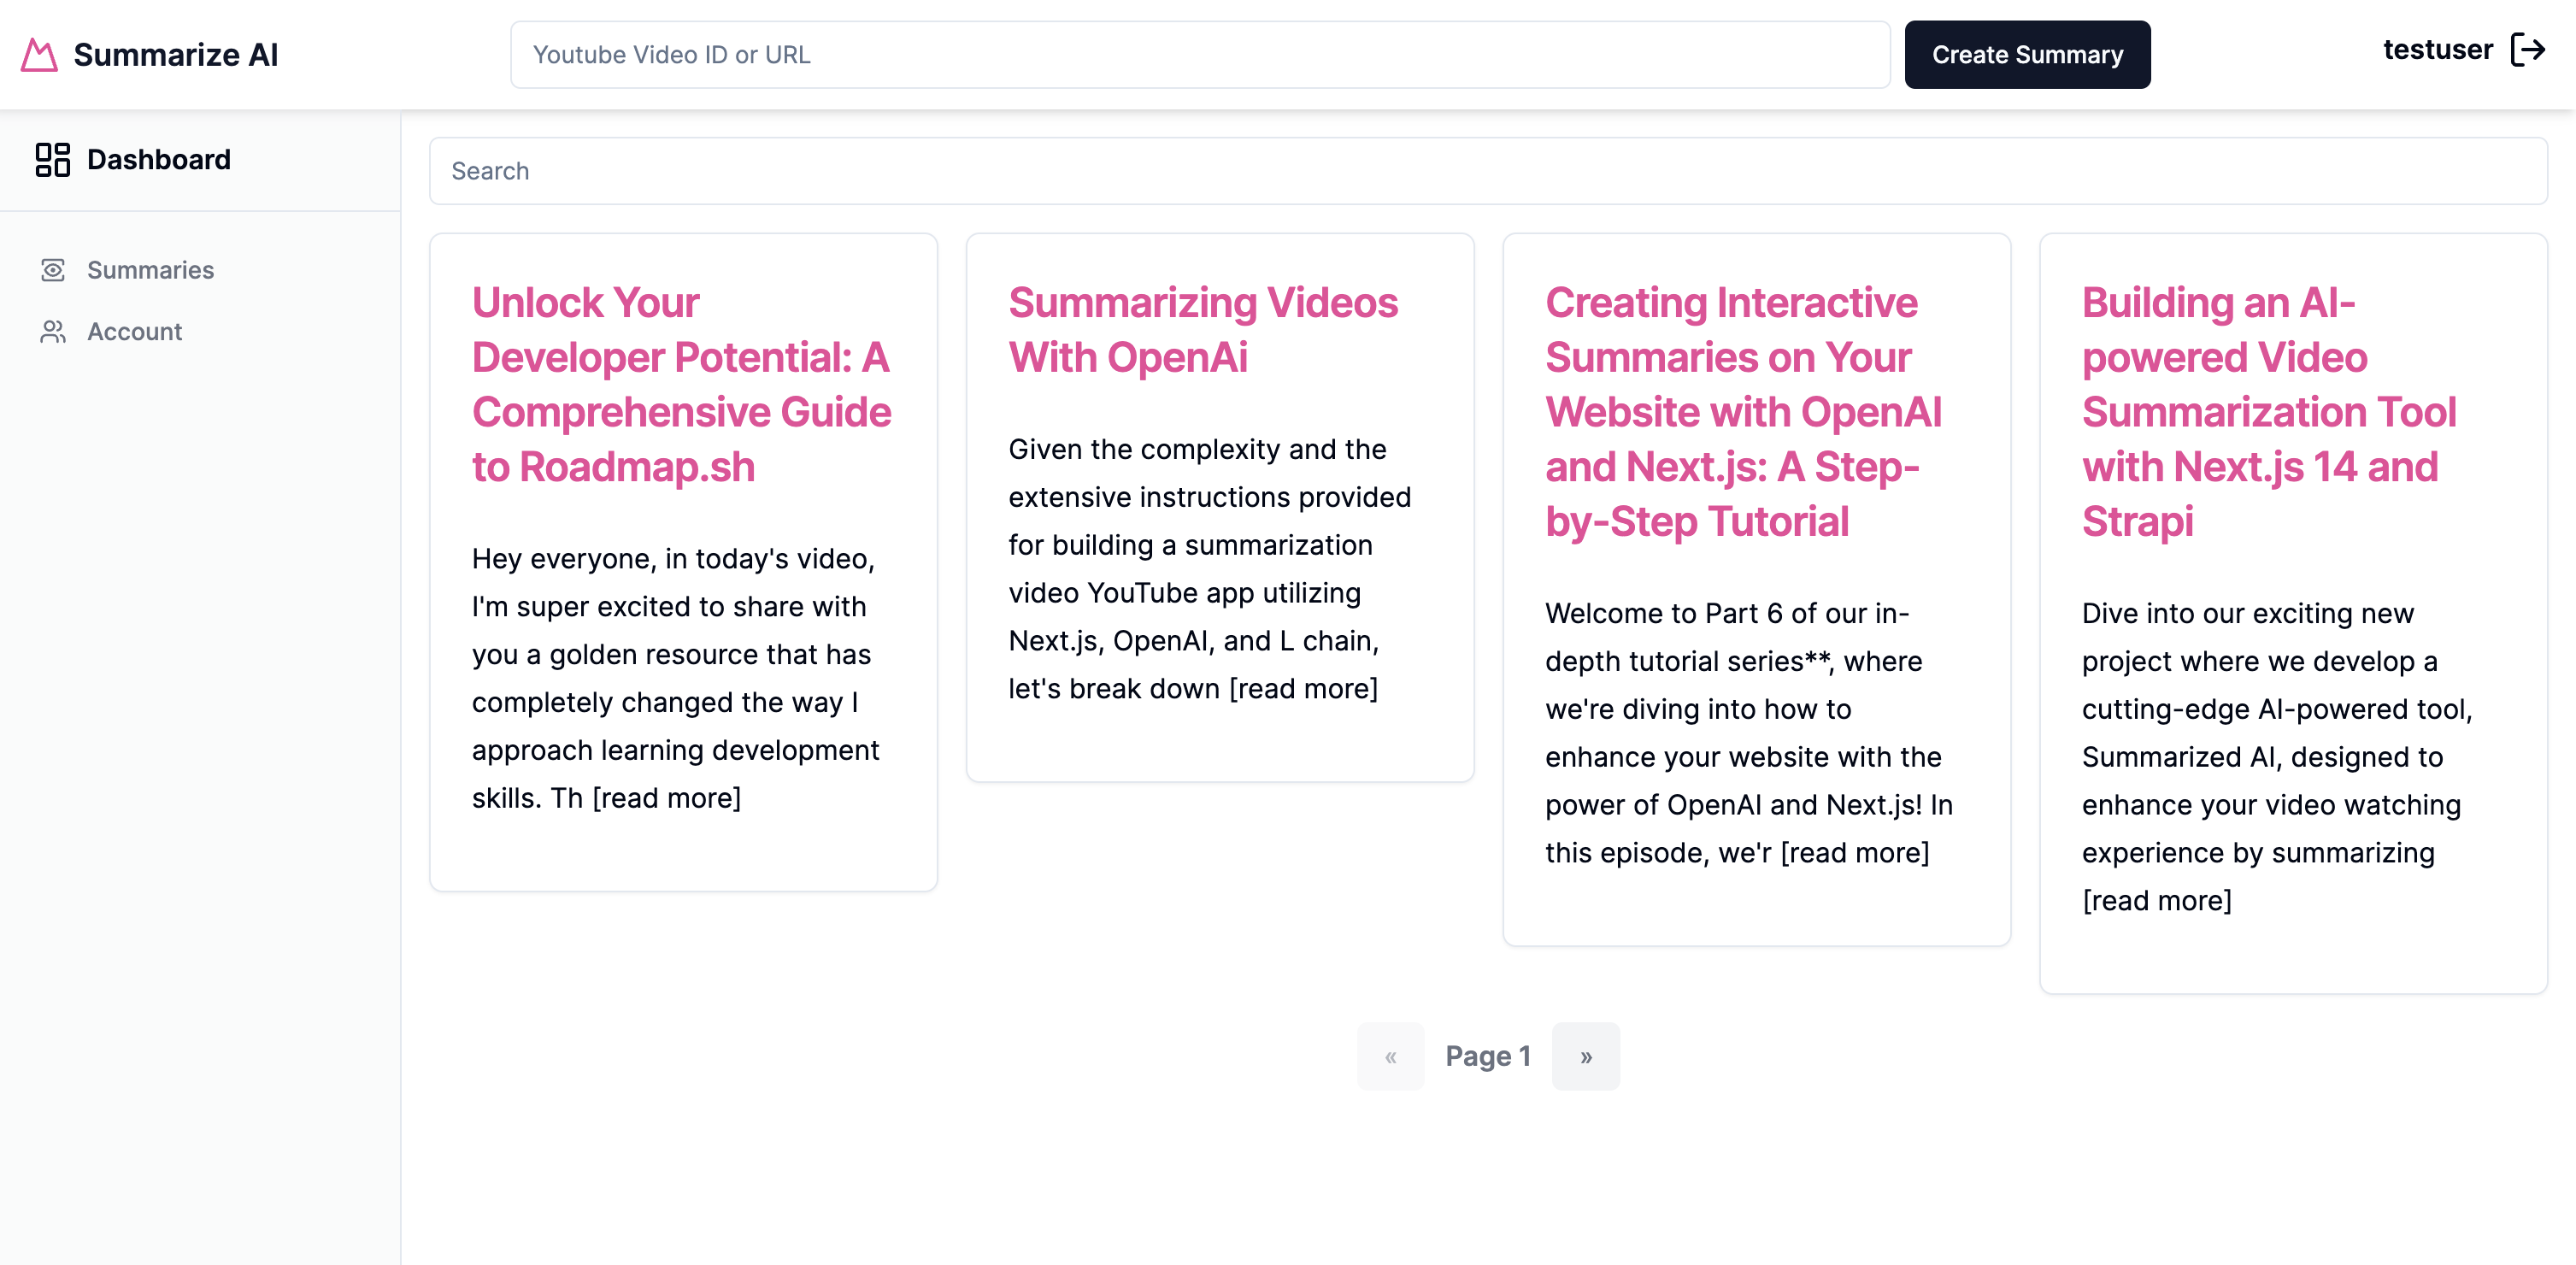 Summarize AI
Youtube Video ID or URL
Create Summary
testuser
Dashboard
Summaries
Account
Search
Unlock Your
Developer Potential: A
Comprehensive Guide
to Roadmap.sh
Hey everyone, in today's video,
I'm super excited to share with
you a golden resource that has
completely changed the way I
approach learning development
skills. Th [read more]
Summarizing Videos
With OpenAi
Given the complexity and the
extensive instructions provided
for building a summarization
video YouTube app utilizing
Next.js, OpenAI, and L chain,
let's break down [read more]
Creating Interactive
Summaries on Your
Website with OpenAI
and Next.js: A Step-
by-Step Tutorial
Welcome to Part 6 of our in-
depth tutorial series**, where
we're diving into how to
enhance your website with the
power of OpenAI and Next.js! In
this episode, we'r [read more]
Building an AI-
powered Video
Summarization Tool
with Next.js 14 and
Strapi
Dive into our exciting new
project where we develop a
cutting-edge AI-powered tool,
Summarized AI, designed to
enhance your video watching
experience by summarizing
[read more]
« Page 1 »